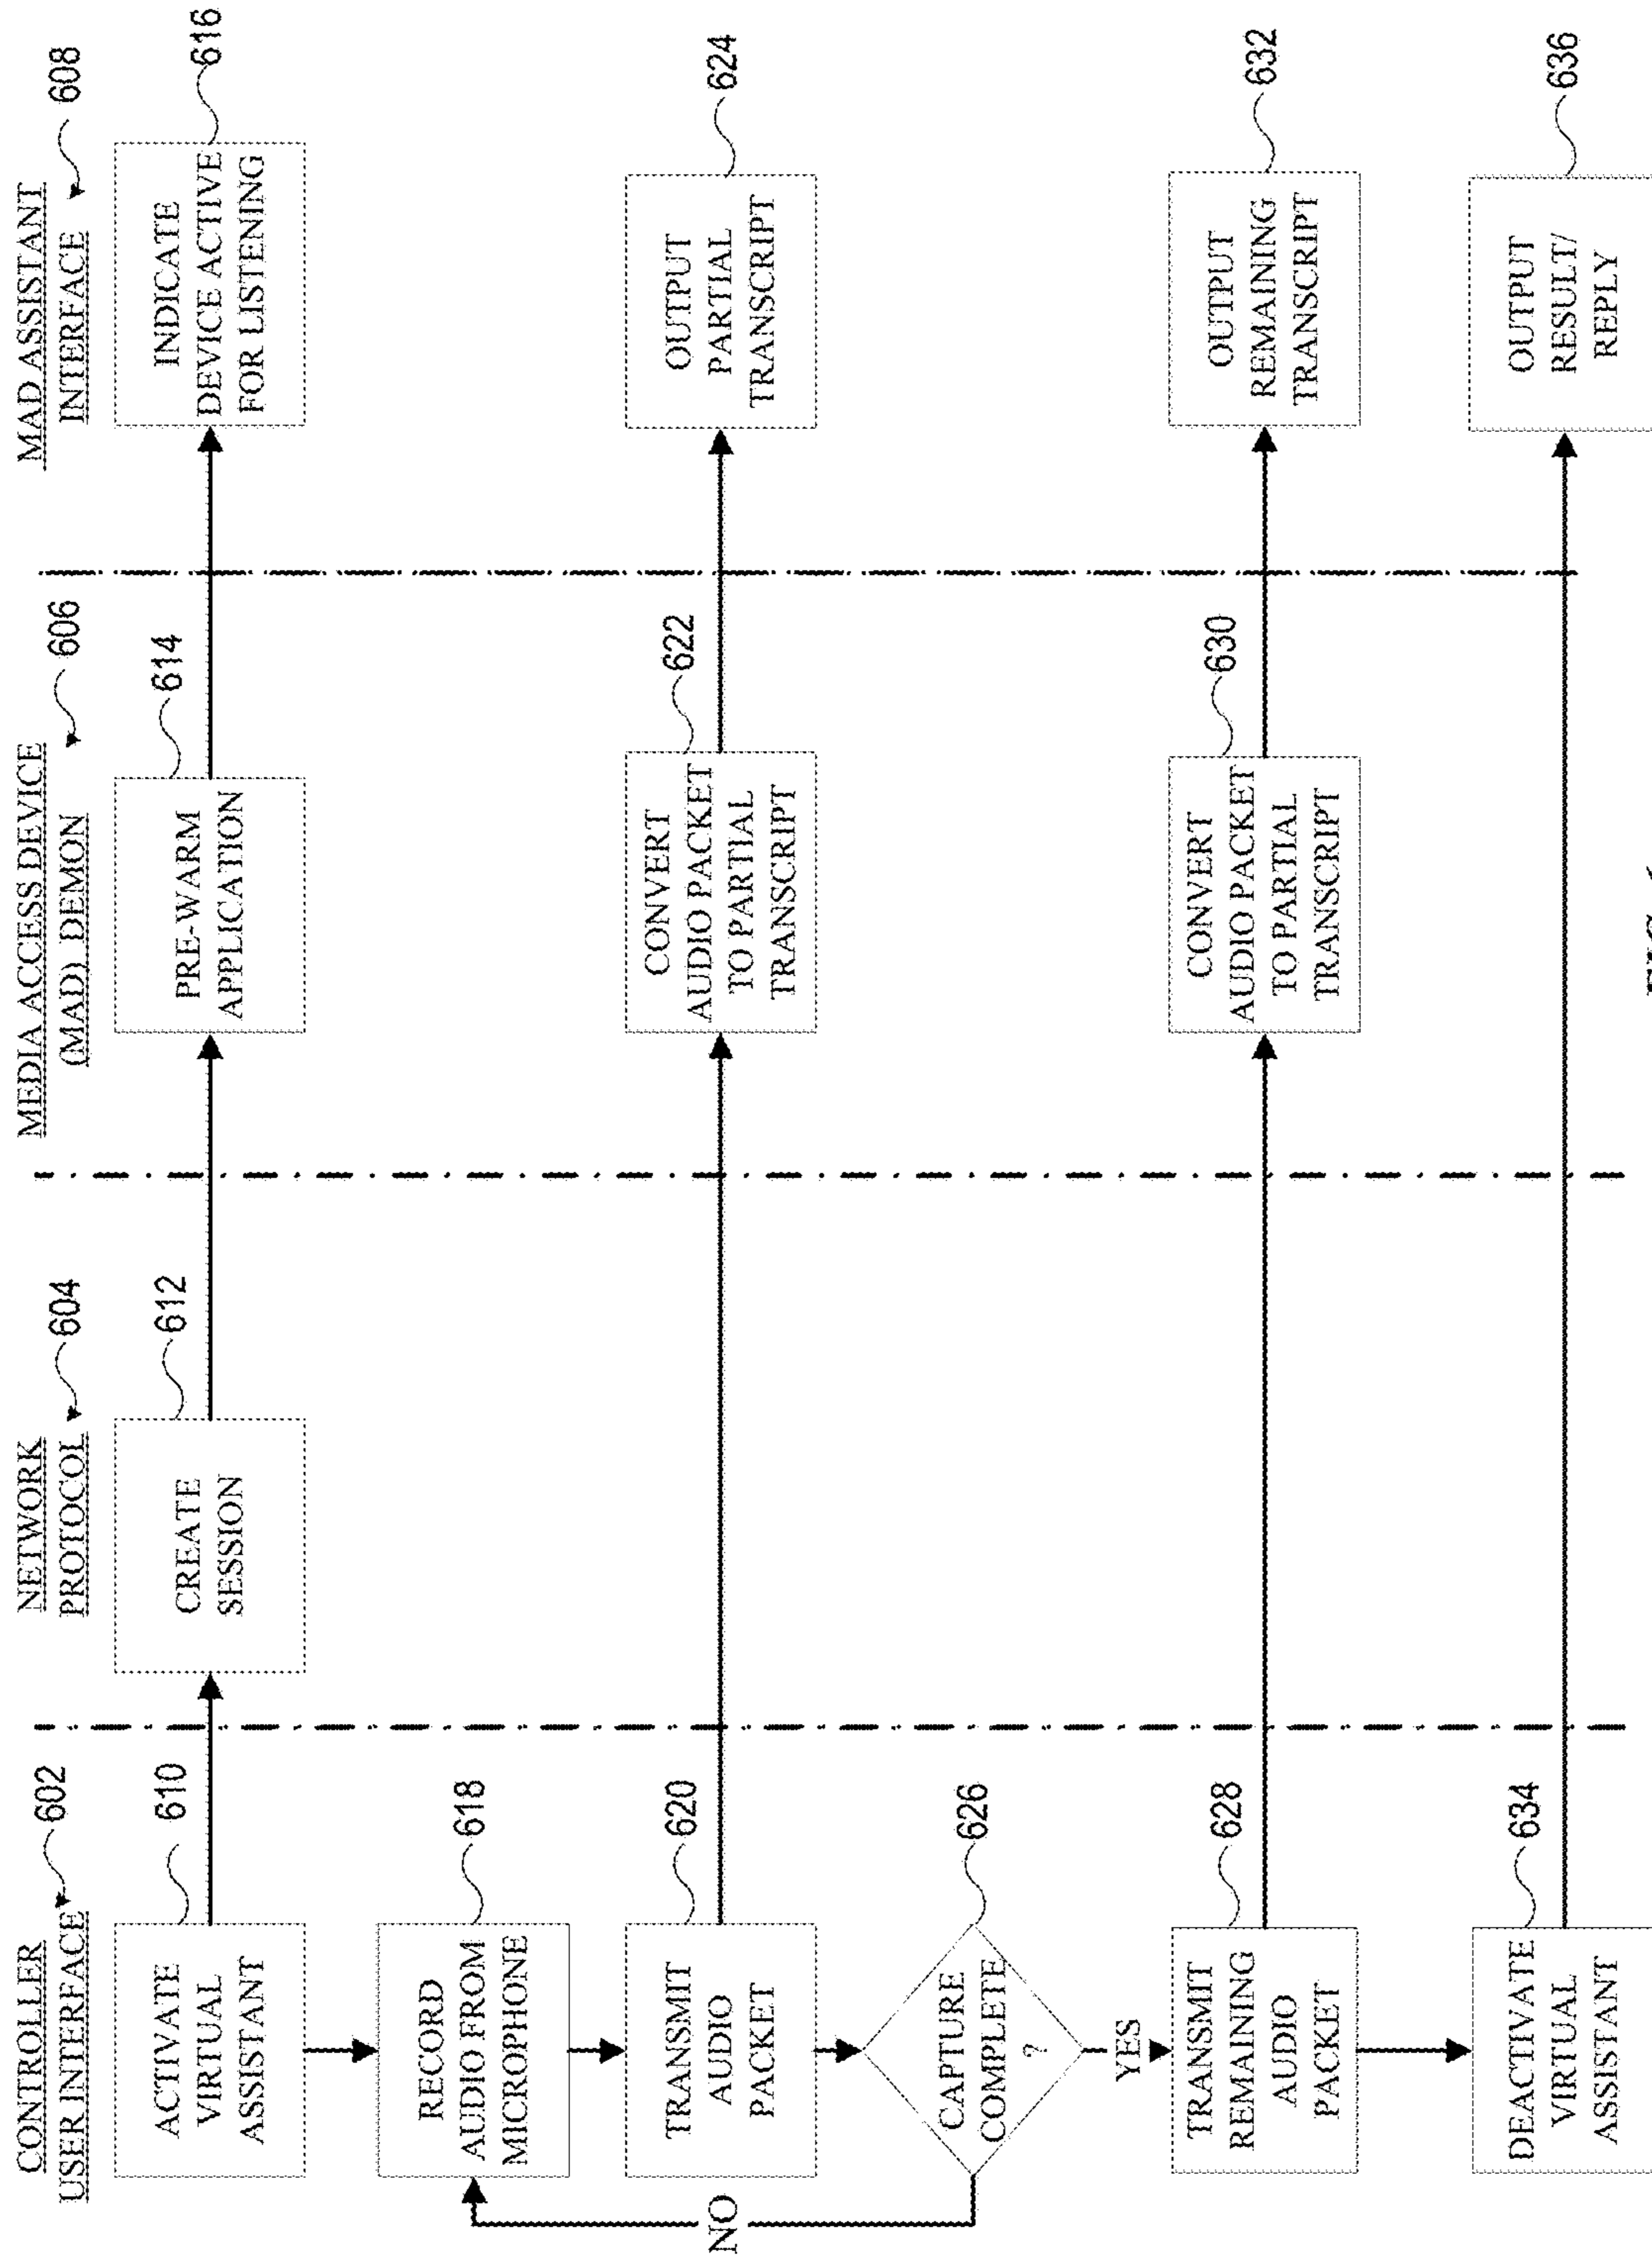 CONTROLLER
USER INTERFACE
602
NETWORK
PROTOCOL
604
MEDIA ACCESS DEVICE
(MAD) DEMON
606
MAD ASSISTANT
INTERFACE
608
ACTIVATE
VIRTUAL
ASSISTANT
610
CREATE
SESSION
612
PRE-WARM
APPLICATION
614
INDICATE
DEVICE ACTIVE
FOR LISTENING
616
RECORD
AUDIO FROM
MICROPHONE
618
TRANSMIT
AUDIO
PACKET
620
CONVERT
AUDIO PACKET
TO PARTIAL
TRANSCRIPT
622
OUTPUT
PARTIAL
TRANSCRIPT
624
NO
CAPTURE
COMPLETE
?
626
YES
TRANSMIT
REMAINING
AUDIO
PACKET
628
CONVERT
AUDIO PACKET
TO PARTIAL
TRANSCRIPT
630
OUTPUT
REMAINING
TRANSCRIPT
632
DEACTIVATE
VIRTUAL
ASSISTANT
634
OUTPUT
RESULT/
REPLY
636